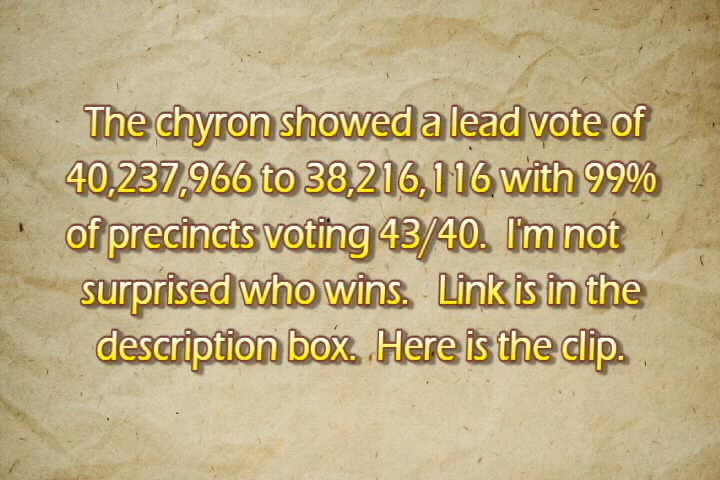 The chyron showed a lead vote of
40,237,966 to 38,216,116 with 99%
of precincts voting 43/40. I'm not
surprised who wins. Link is in the
description box. Here is the clip.